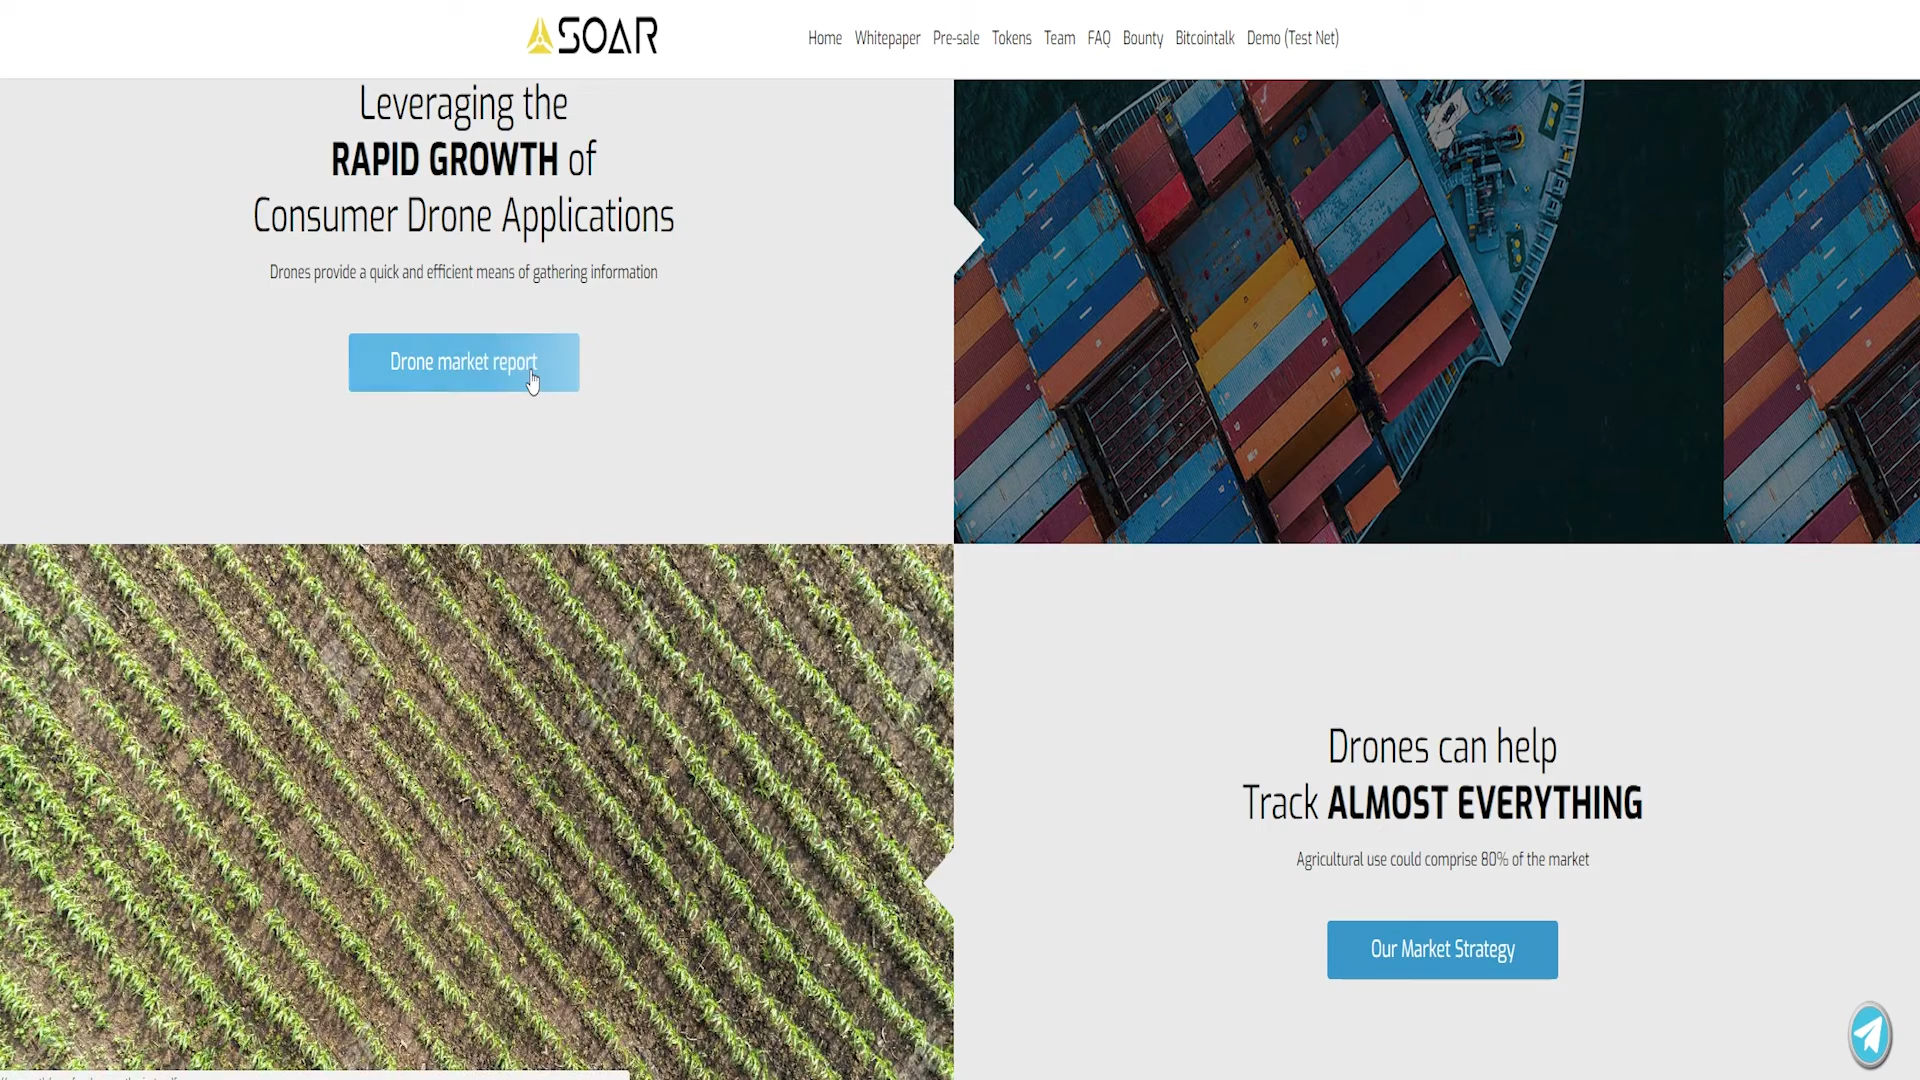 SOAR
Home Whitepaper Pre-sale Tokens Team FAQ Bounty Bitcointalk Demo (Test Net)
Leveraging the
RAPID GROWTH of
Consumer Drone Applications
Drones provide a quick and efficient means of gathering information
Drone market report
Drones can help
Track ALMOST EVERYTHING
Agricultural use could comprise 80% of the market
Our Market Strategy